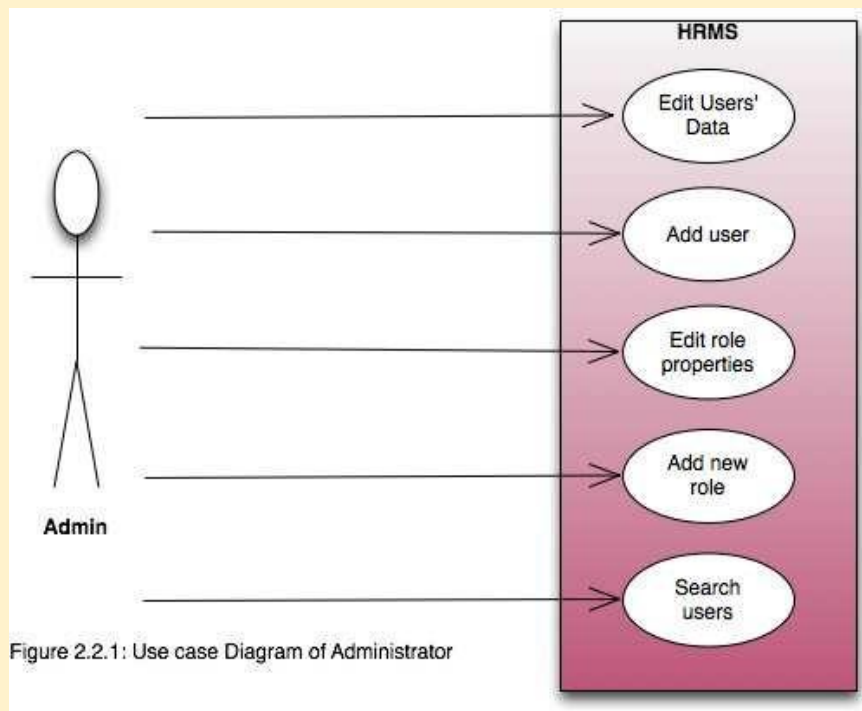 HRMS
Edit Users'
Data
Add user
Edit role
properties
Add new
role
Search
users
Admin
Figure 2.2.1: Use case Diagram of Administrator